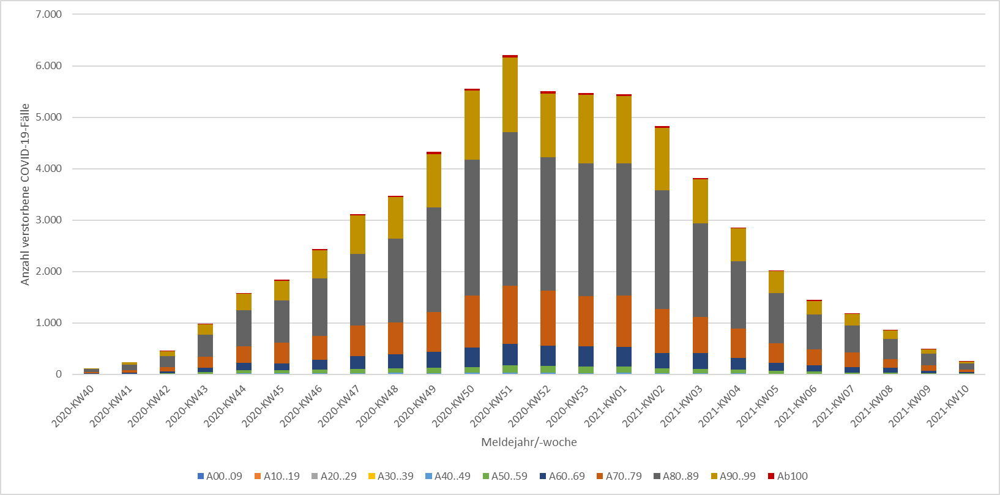 7.000
6.000
5.000
4.000
3.000
2.000
1.000
0
Anzahl verstorbene COVID-19-Fälle
2020-KW40
2020-KW41
2020-KW42
2020-KW43
2020-KW44
2020-KW45
2020-KW46
2020-KW47
2020-KW48
2020-KW49
2020-KW50
2020-KW51
2020-KW52
2020-KW53
2021-KW01
2021-KW02
2021-KW03
2021-KW04
2021-KW05
2021-KW06
2021-KW07
2021-KW08
2021-KW09
2021-KW10
Meldejahr/-woche
A00..09 A10..19 A20..29 A30..39 A40..49 A50..59 A60..69 A70..79 A80..89 A90..99 Ab100